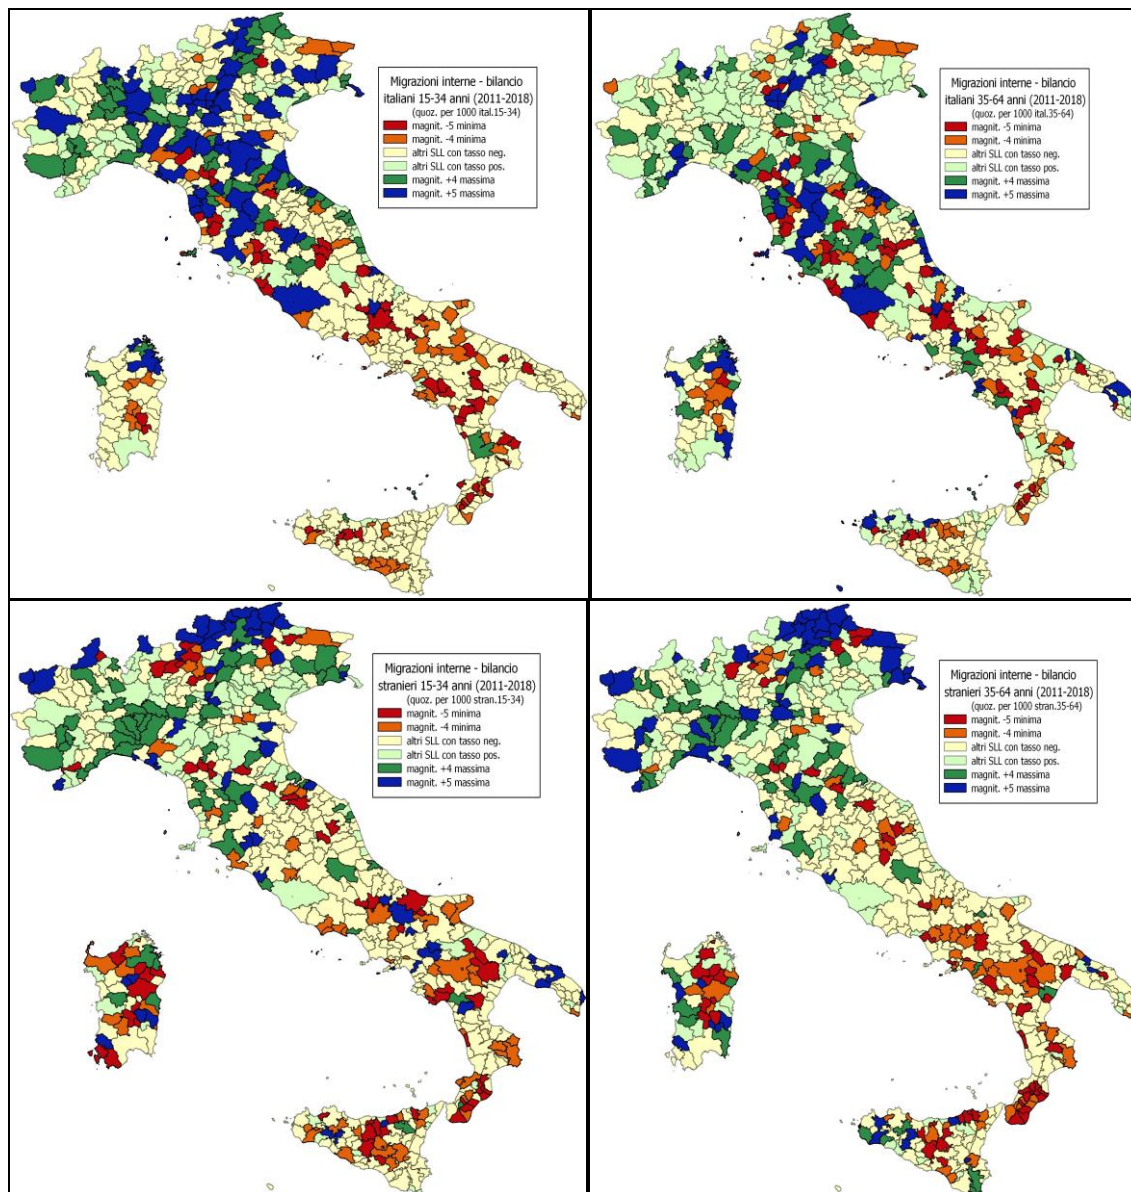 Migrazioni interne - bilancio
italiani 15-34 anni (2011-2018)
(quoz. per 1000 ital.15-34)
magnit. -5 minima
magnit. -4 minima
altri SLL con tasso neg.
altri SLL con tasso pos.
magnit. +4 massima
magnit. +5 massima
Migrazioni interne - bilancio
italiani 35-64 anni (2011-2018)
(quoz. per 1000 ital.35-64)
magnit. -5 minima
magnit. -4 minima
altri SLL con tasso neg.
altri SLL con tasso pos.
magnit. +4 massima
magnit. +5 massima
Migrazioni interne - bilancio
stranieri 15-34 anni (2011-2018)
(quoz. per 1000 stran.15-34)
magnit. -5 minima
magnit. -4 minima
altri SLL con tasso neg.
altri SLL con tasso pos.
magnit. +4 massima
magnit. +5 massima
Migrazioni interne - bilancio
stranieri 35-64 anni (2011-2018)
(quoz. per 1000 stran.35-64)
magnit. -5 minima
magnit. -4 minima
altri SLL con tasso neg.
altri SLL con tasso pos.
magnit. +4 massima
magnit. +5 massima